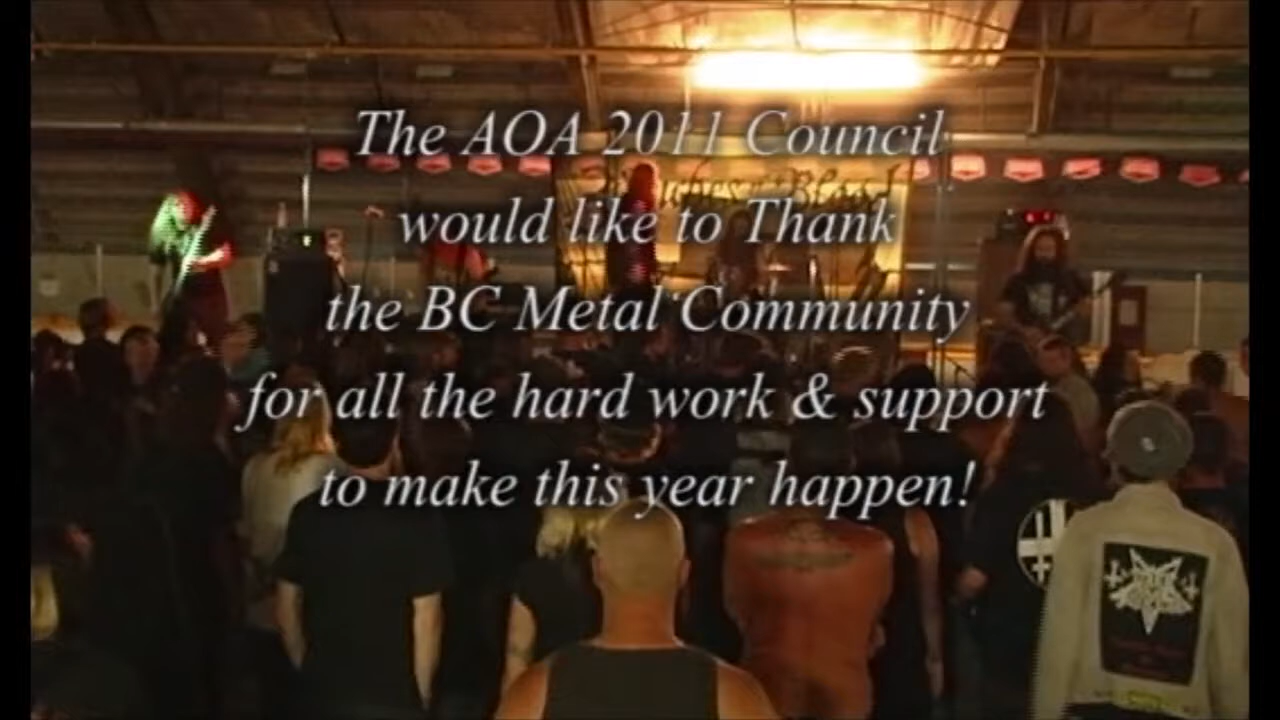 The AOA 2011 Council
would like to Thank
the BC Metal Community
for all the hard work & support
to make this year happen!